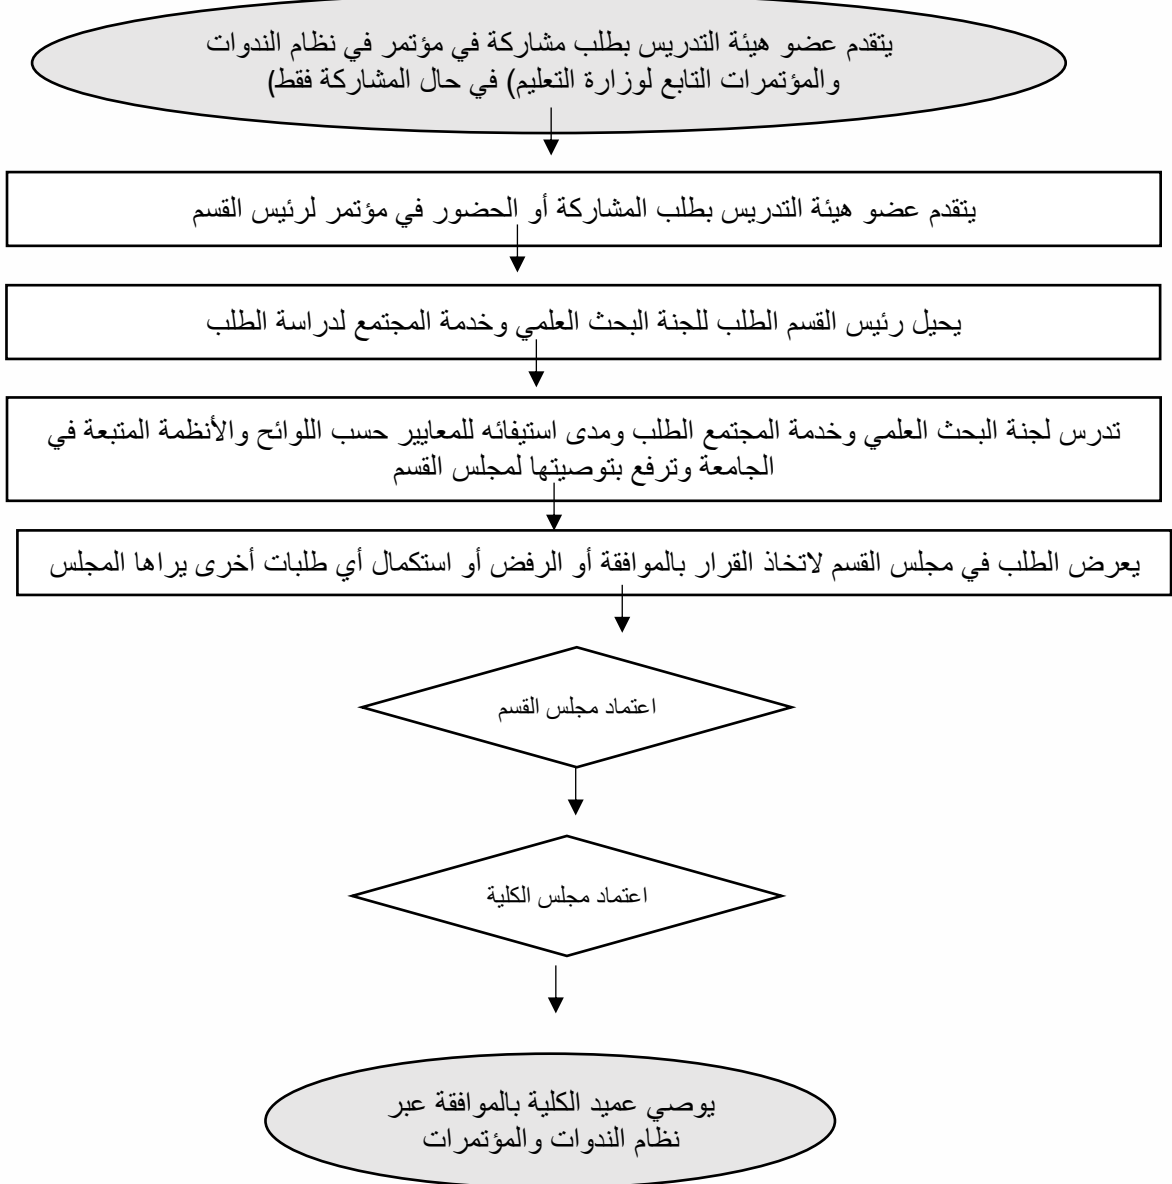 يتقدم عضو هيئة التدريس بطلب مشاركة في مؤتمر في نظام الندوات
والمؤتمرات التابع لوزارة التعليم) في حال المشاركة فقط(
يتقدم عضو هيئة التدريس بطلب المشاركة أو الحضور في مؤتمر لرئيس القسم
يحيل رئيس القسم الطلب للجنة البحث العلمي وخدمة المجتمع لدراسة الطلب
تدرس لجنة البحث العلمي وخدمة المجتمع الطلب ومدى استيفائه للمعايير حسب اللوائح والأنظمة المتبعة في
الجامعة وترفع بتوصيتها لمجلس القسم
يعرض الطلب في مجلس القسم لاتخاذ القرار بالموافقة أو الرفض أو استكمال أي طلبات أخرى يراها المجلس
اعتماد مجلس القسم
اعتماد مجلس الكلية
يوصي عميد الكلية بالموافقة عبر
نظام الندوات والمؤتمرات